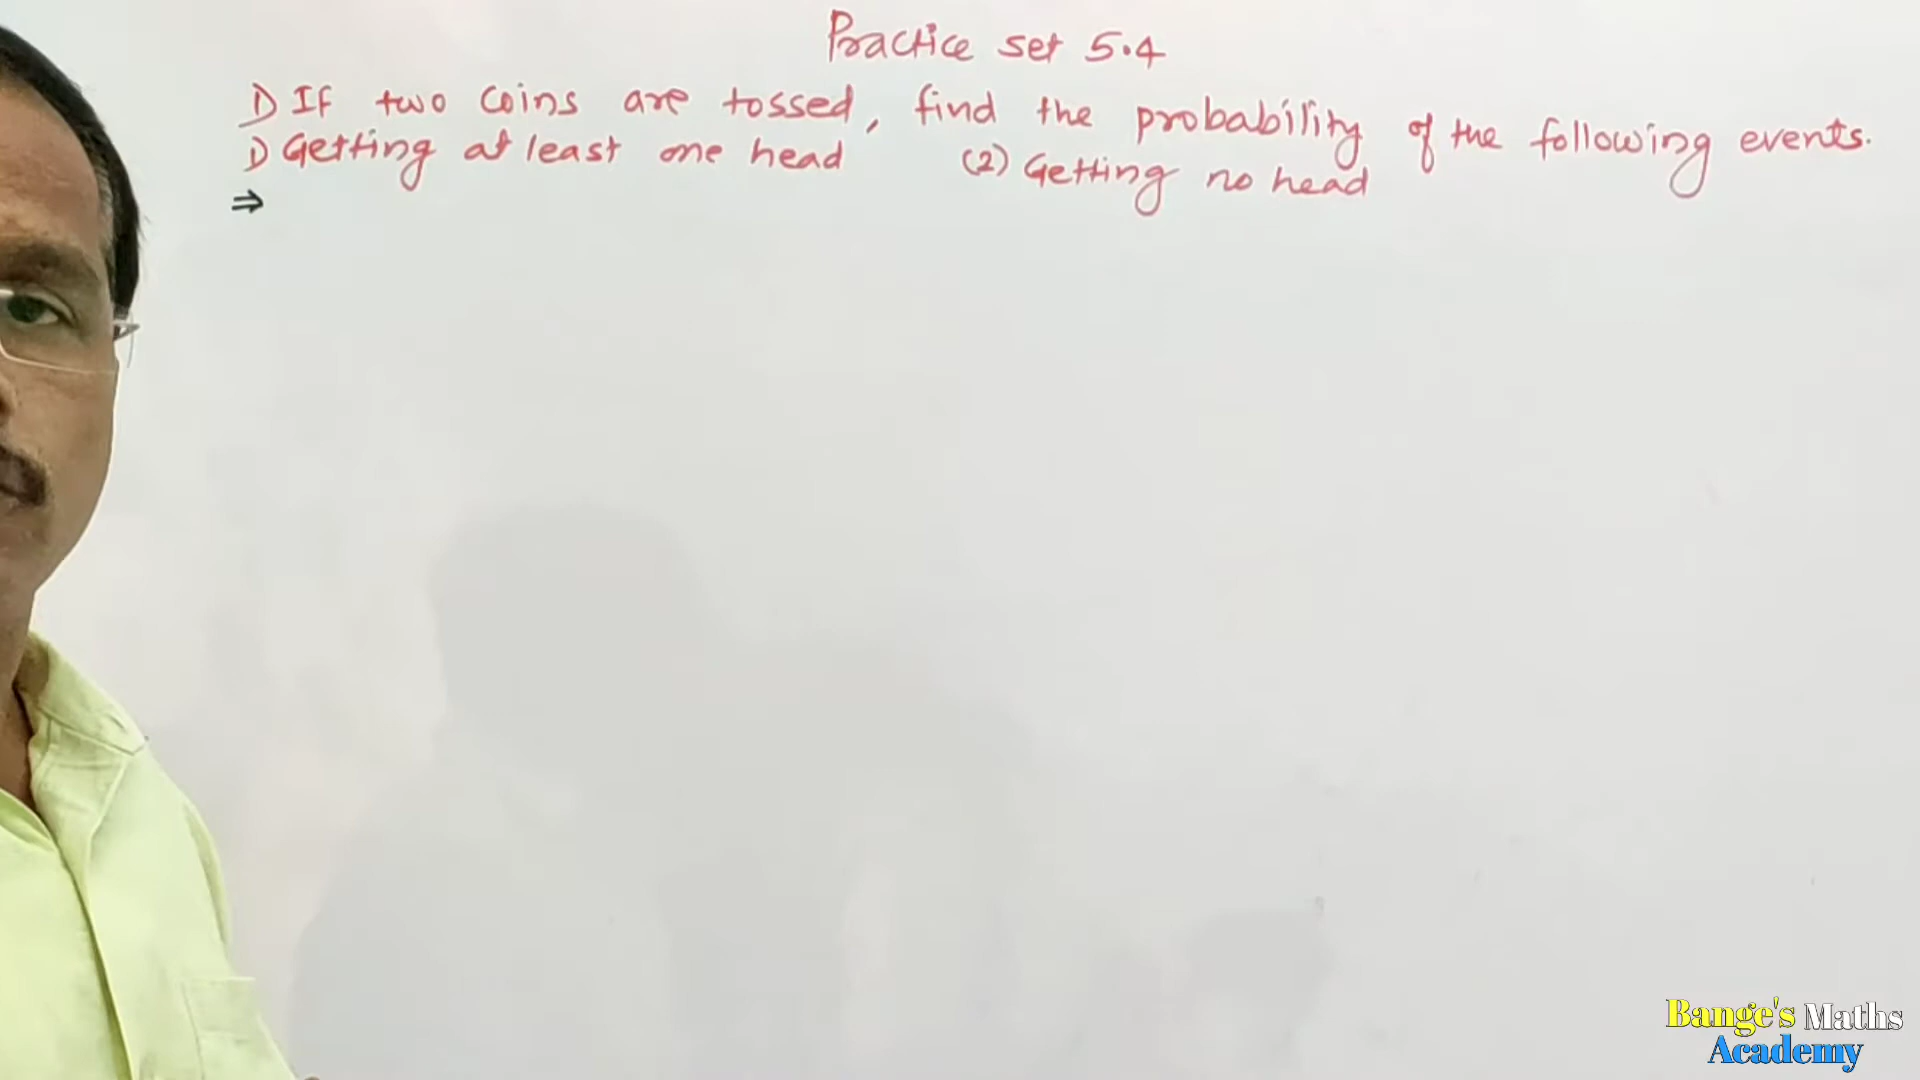 Practice set 5.4
1) If two coins are tossed, find the probability of the following events.
1) Getting at least one head (2) Getting no head
⇒
Bange's Maths
Academy